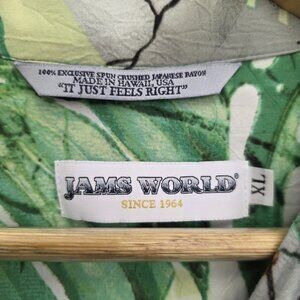 100% EXCLUSIVE SPUN CRUSHED JAPANESE RAYON
MADE IN HAWAII, USA
"IT JUST FEELS RIGHT"
JAMS WORLD®
SINCE 1964
XL